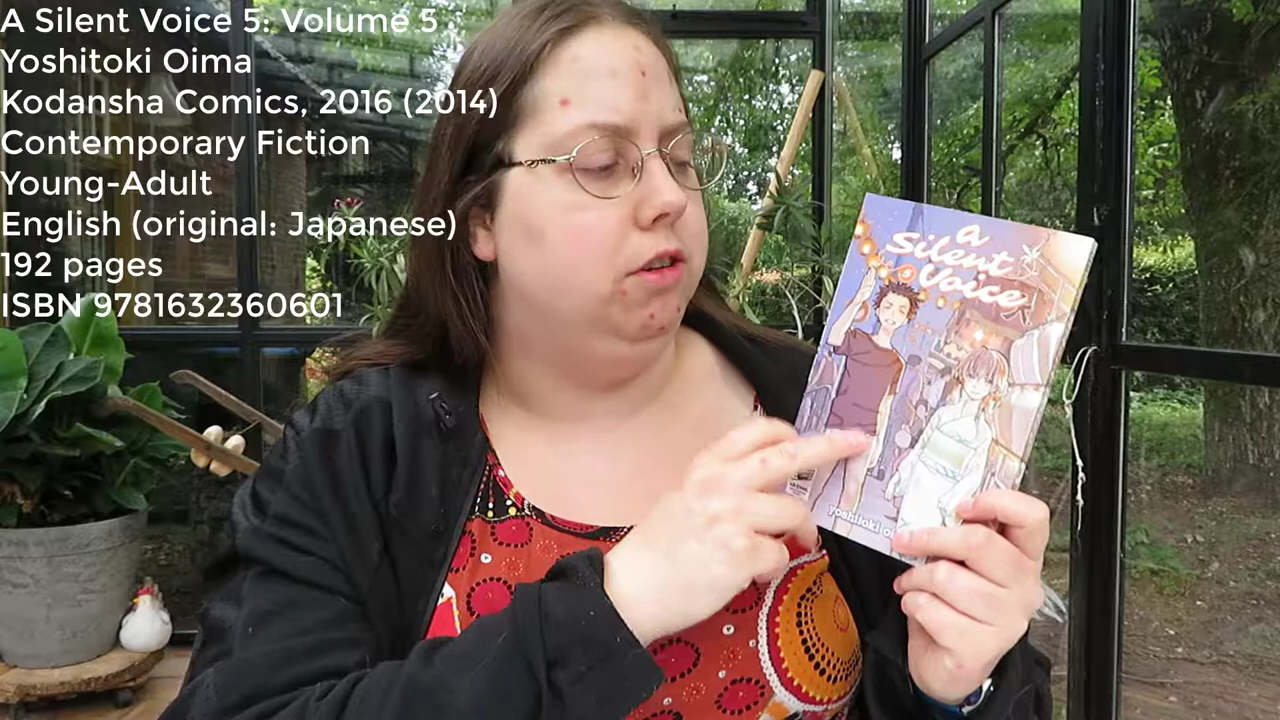 A Silent Voice 5: Volume 5
Yoshitoki Oima
Kodansha Comics, 2016 (2014)
Contemporary Fiction
Young-Adult
English (original: Japanese)
192 pages
ISBN 9781632360601
a
Silent
Voice
yoshitoki